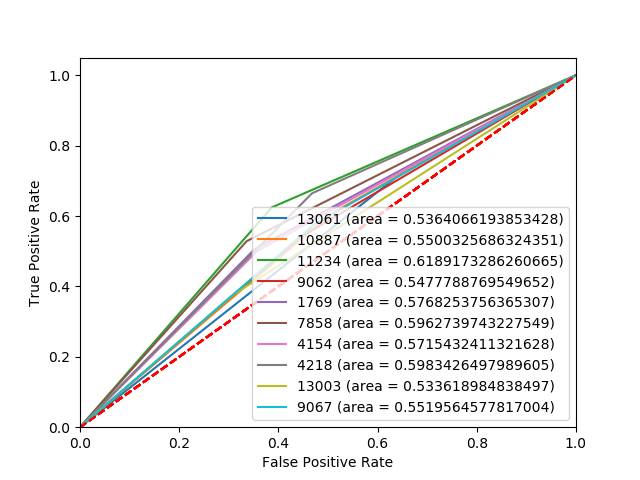 1.0
0.8
0.6
0.4
0.2
0.0
True Positive Rate
13061 (area = 0.5364066193853428)
10887 (area = 0.5500325686324351)
11234 (area = 0.6189173286260665)
9062 (area = 0.5477788769549652)
1769 (area = 0.5768253756365307)
7858 (area = 0.5962739743227549)
4154 (area = 0.5715432411321628)
4218 (area = 0.5983426497989605)
13003 (area = 0.533618984838497)
9067 (area = 0.5519564577817004)
0.0 0.2 0.4 0.6 0.8 1.0
False Positive Rate